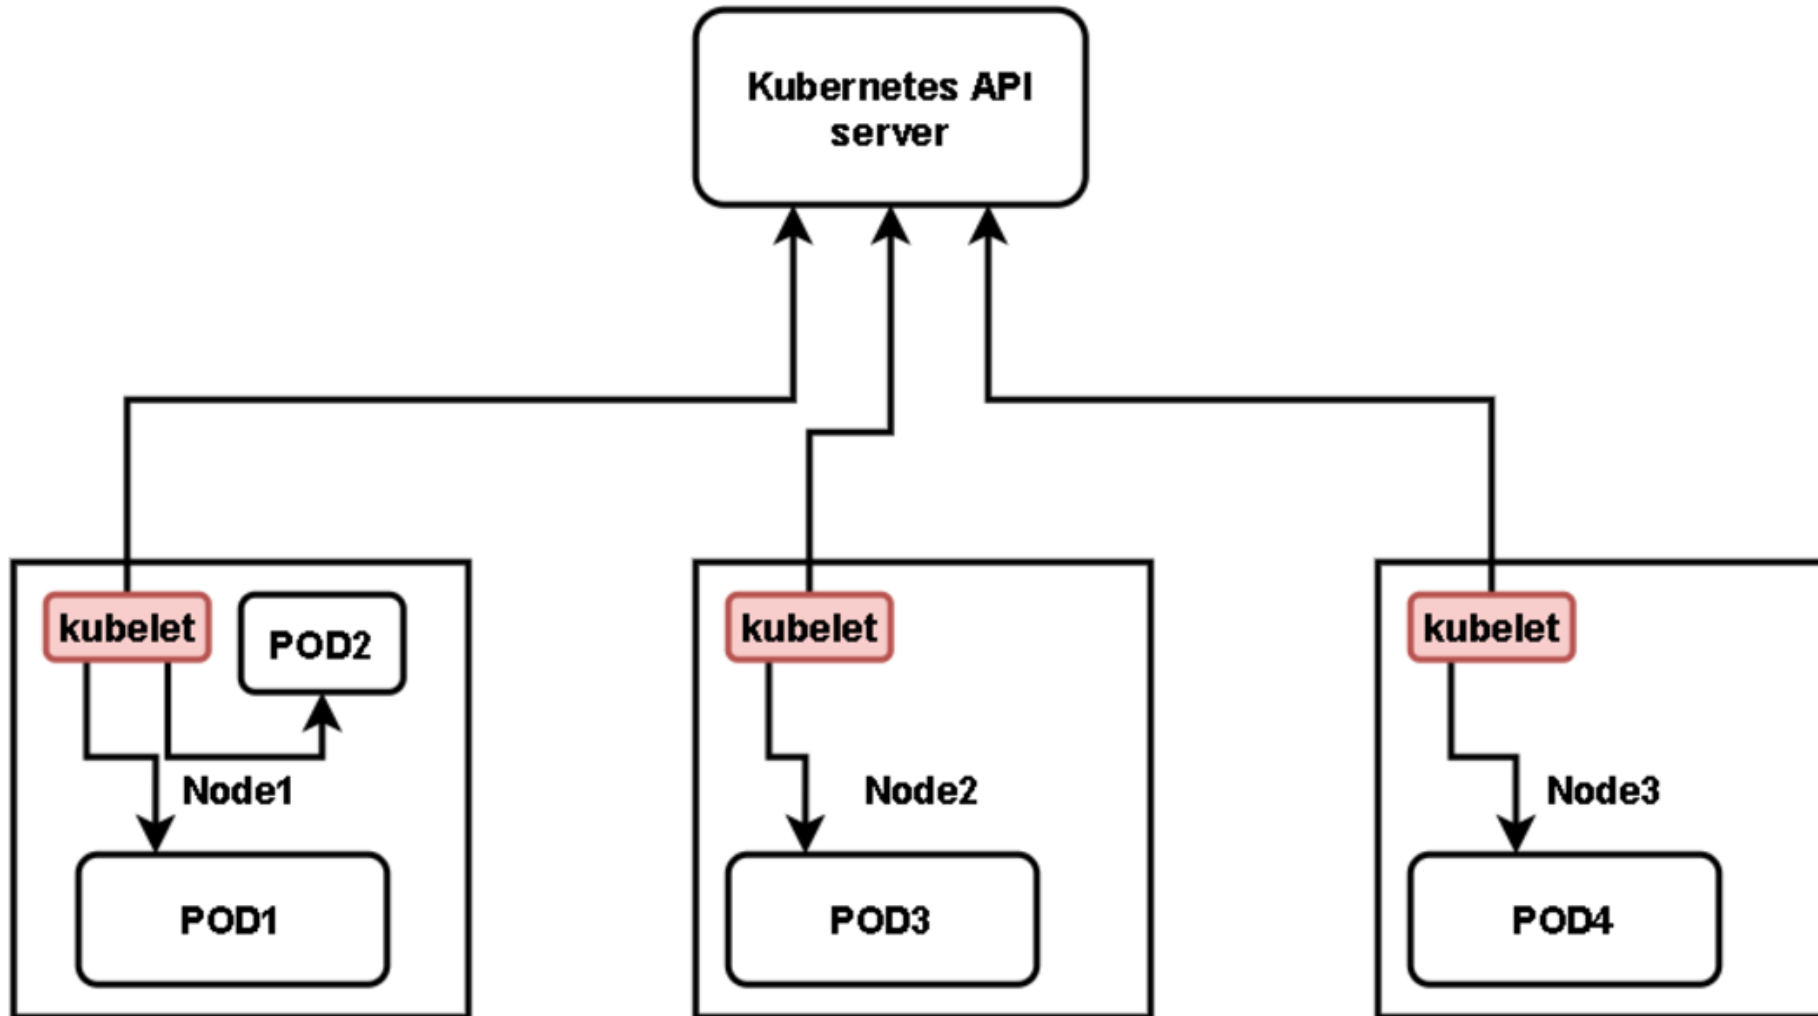 Kubernetes API
server
kubelet
POD2
Node1
POD1
kubelet
Node2
POD3
kubelet
Node3
POD4